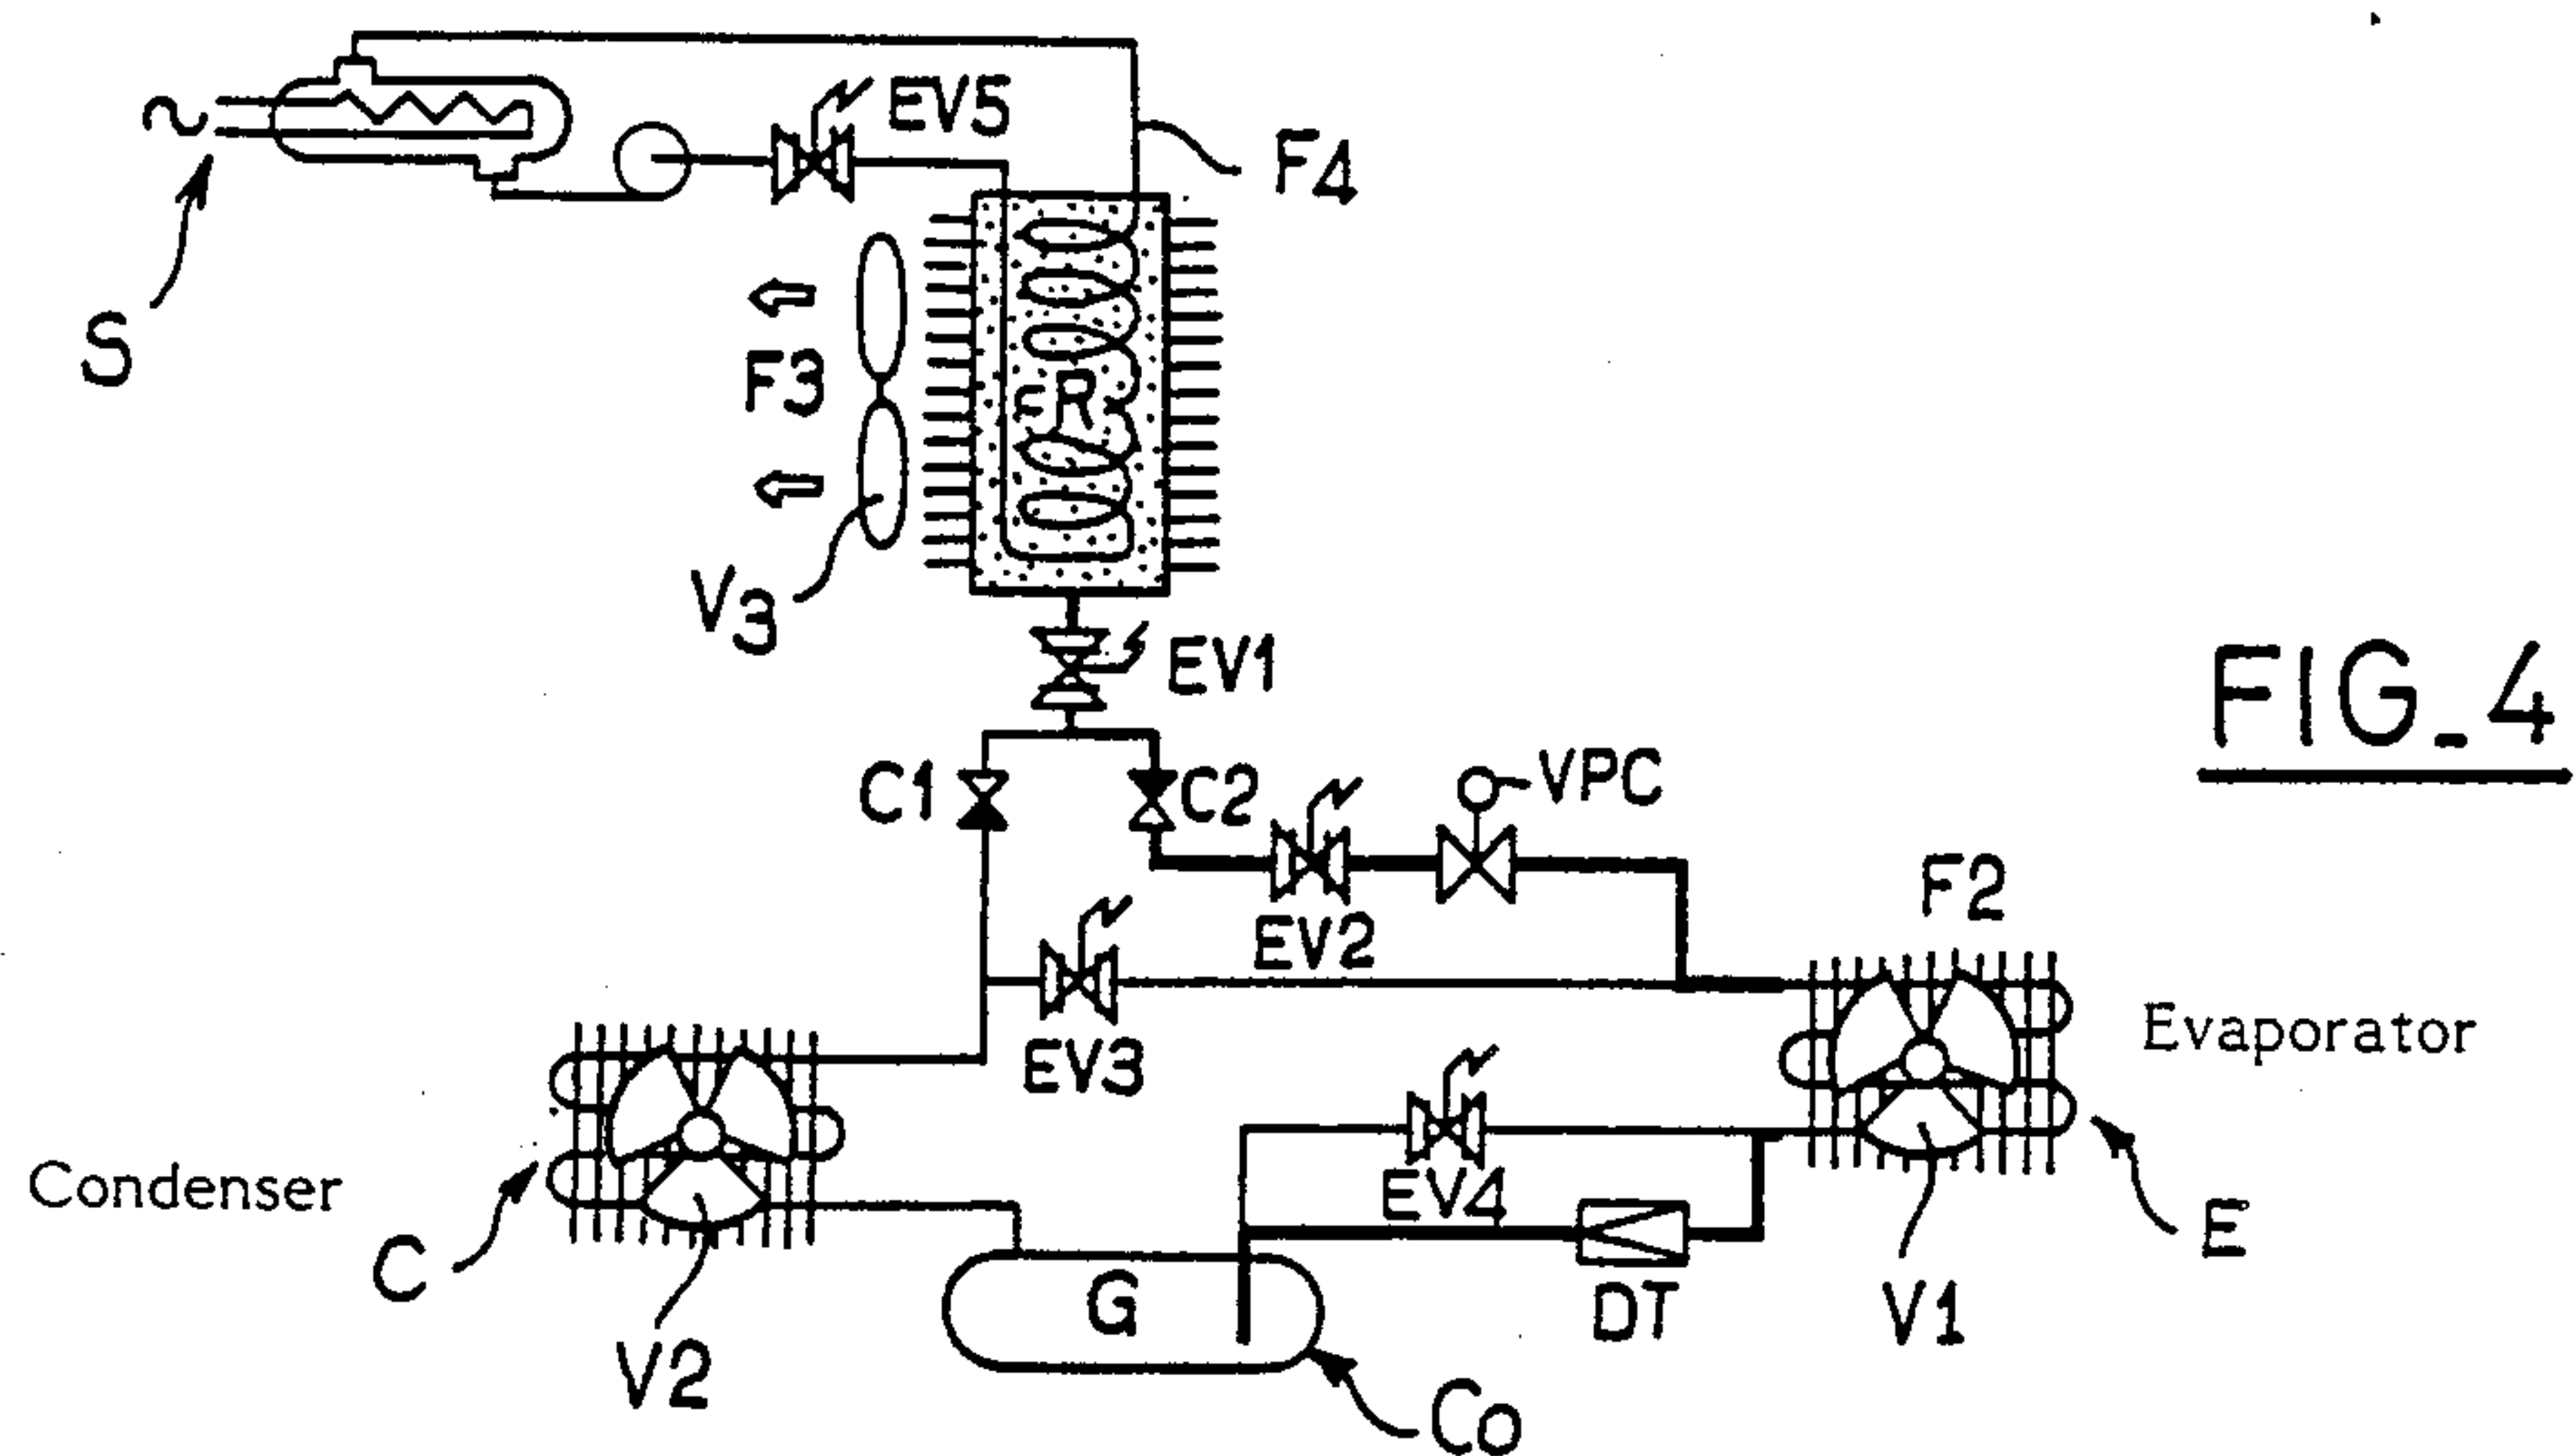 EV5
F4
S
F3
R
V3
EV1
FIG_4
C1
C2
VPC
EV2
F2
EV3
Evaporator
Condenser
EV4
C
E
G
DT
V1
V2
Co